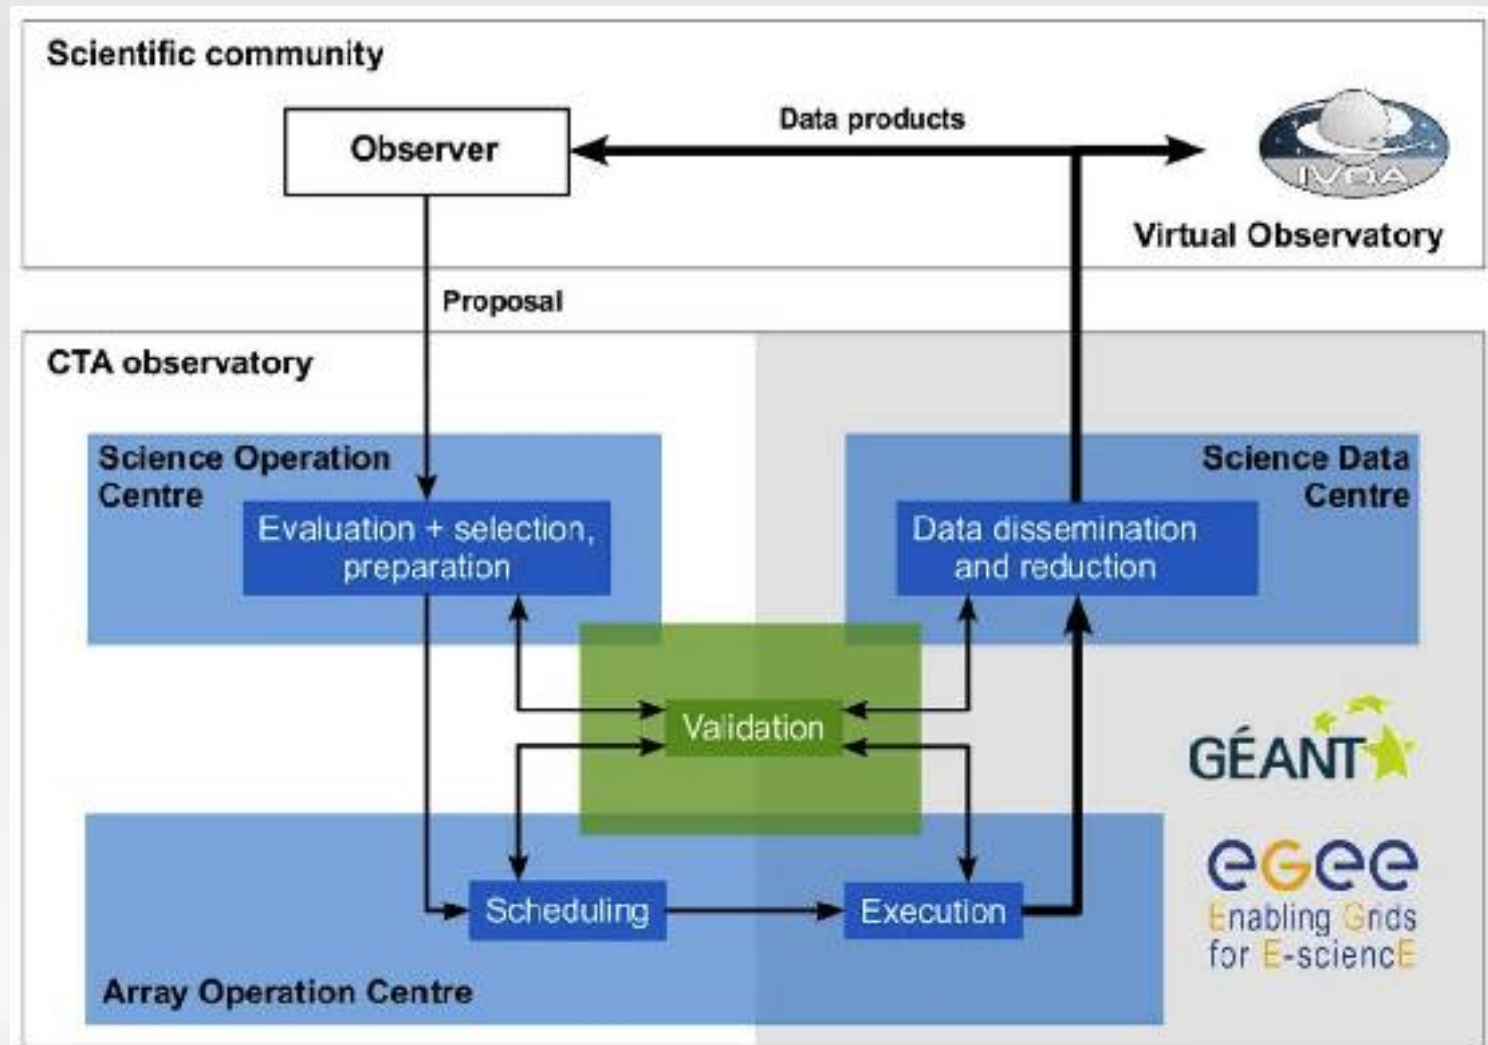 Scientific community
Observer
Data products
IVOA
Virtual Observatory
Proposal
CTA observatory
Science Operation
Centre
Evaluation + selection,
preparation
Science Data
Centre
Data dissemination
and reduction
Validation
GÉANT
Scheduling
Execution
Array Operation Centre
eGee
Enabling Grids
for E-sciencE